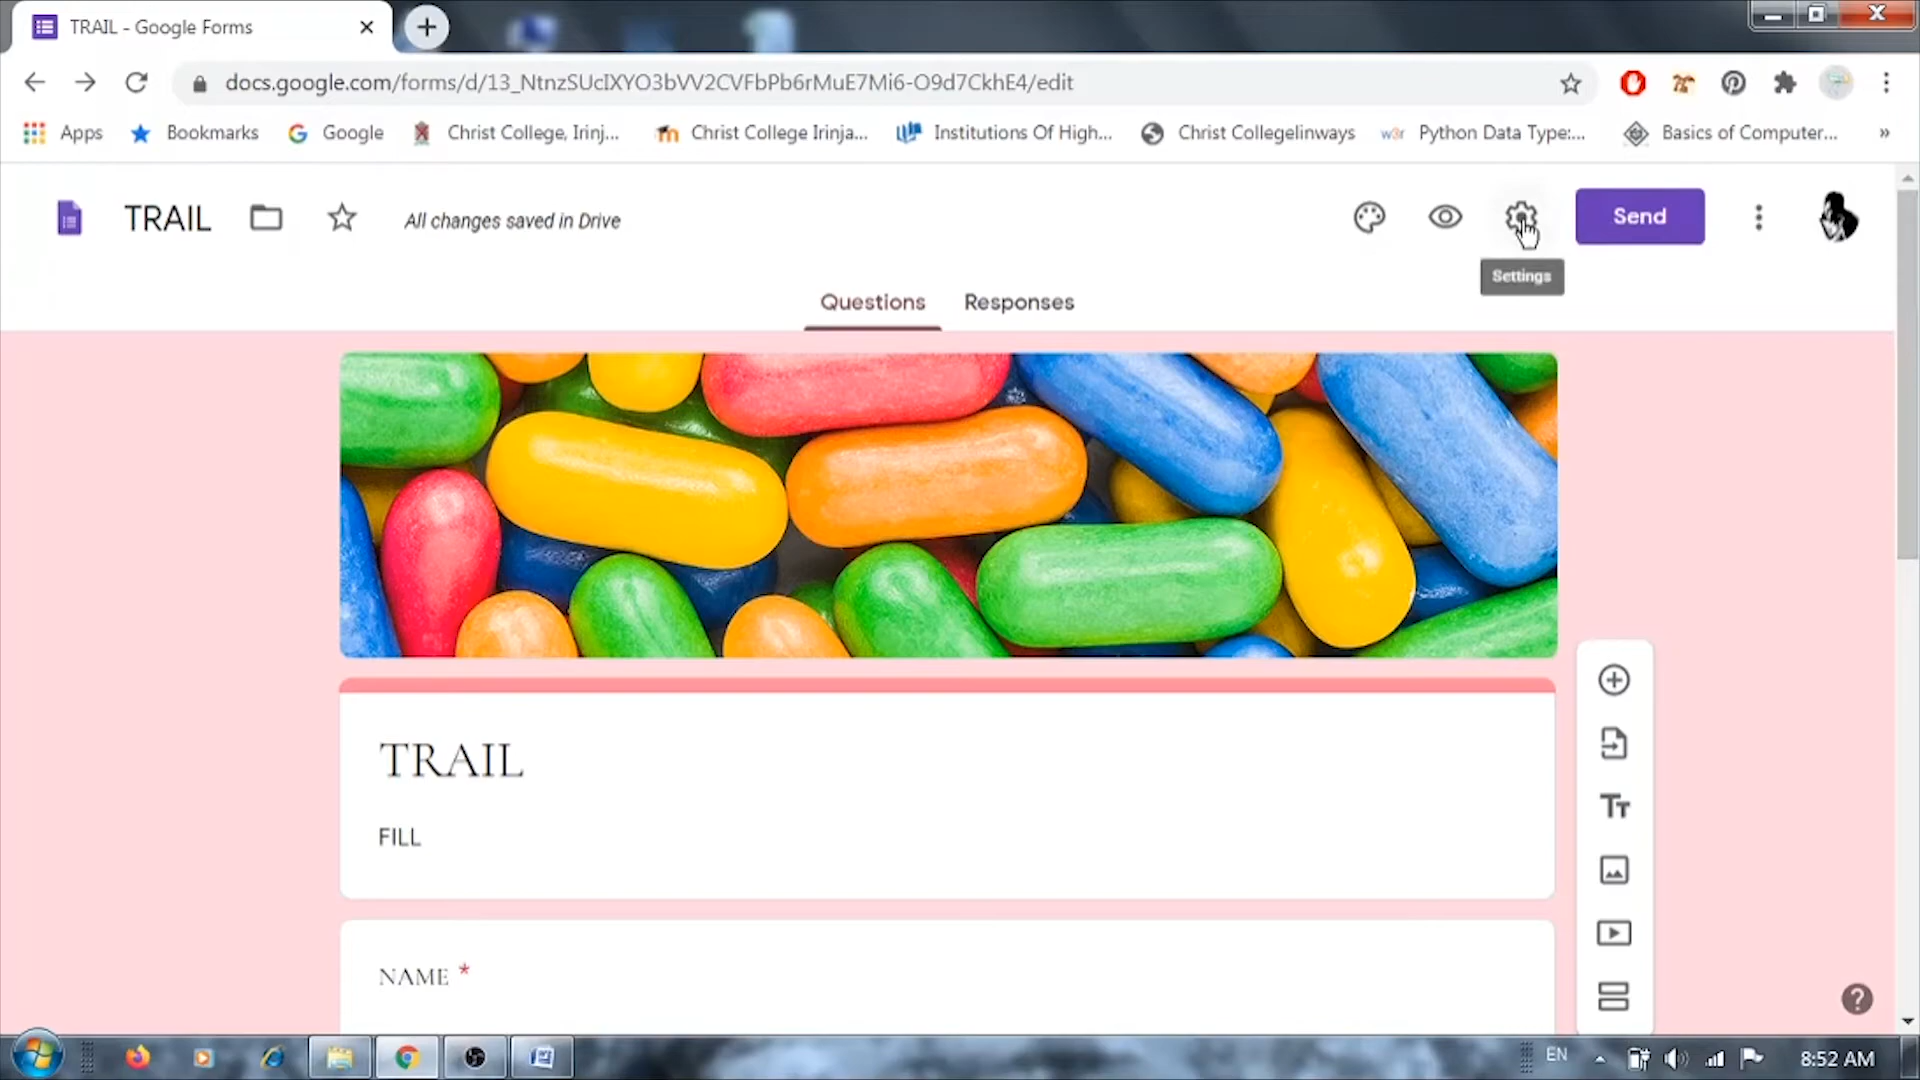 TRAIL - Google Forms
docs.google.com/forms/d/13_NtnzSUcIXYO3bVV2CVFbPb6rMuE7Mi6-O9d7CkhE4/edit
Apps Bookmarks Google Christ College, Irinj... Christ College Irinja... Institutions Of High... Christ Collegelinways Python Data Type:... Basics of Computer... »
TRAIL All changes saved in Drive Send
Settings
Questions Responses
TRAIL
FILL
NAME *
EN 8:52 AM